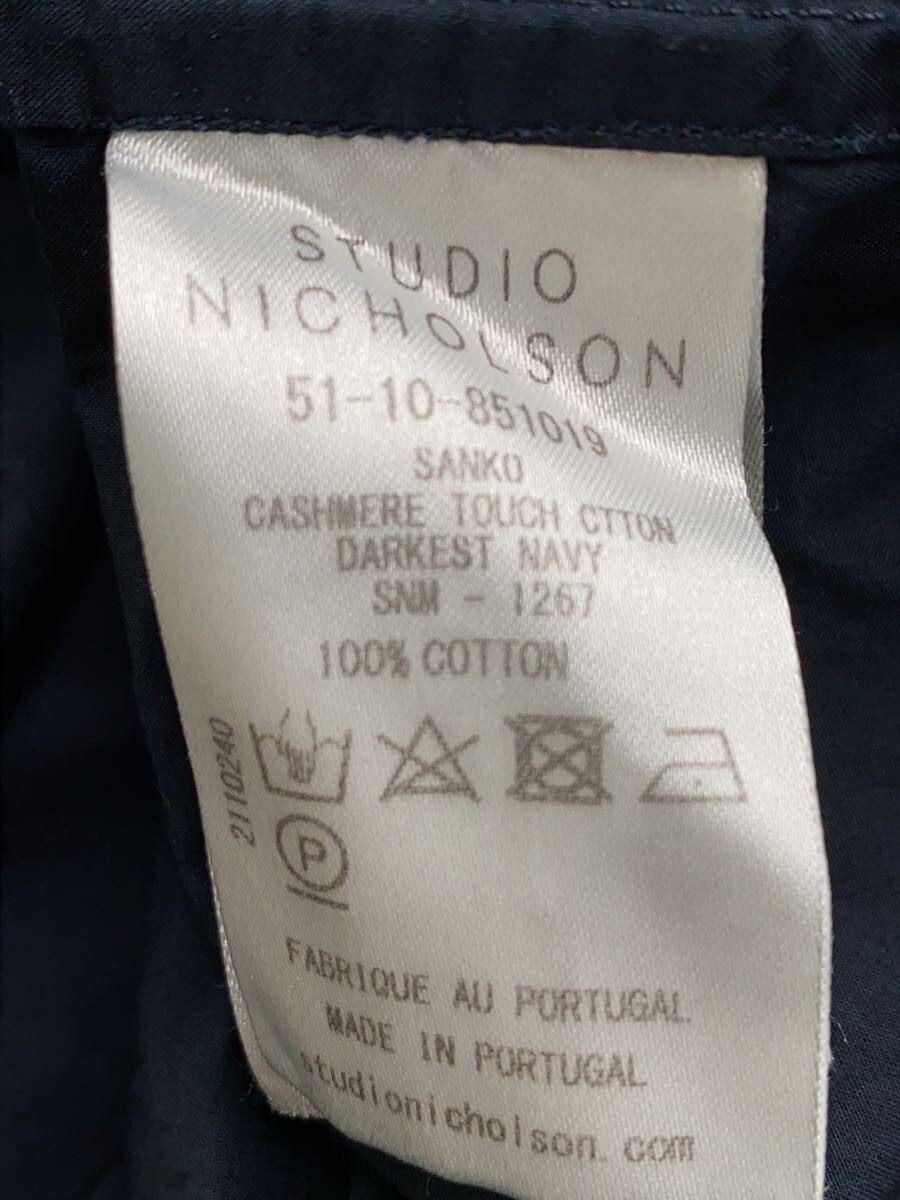 STUDIO
NICHOLSON
51-10-851019
SANKO
CASHMERE TOUCH CTTON
DARKEST NAVY
SNM - 1267
100% COTTON
2110240
P
FABRIQUE AU PORTUGAL
MADE IN PORTUGAL
studionicholson.com